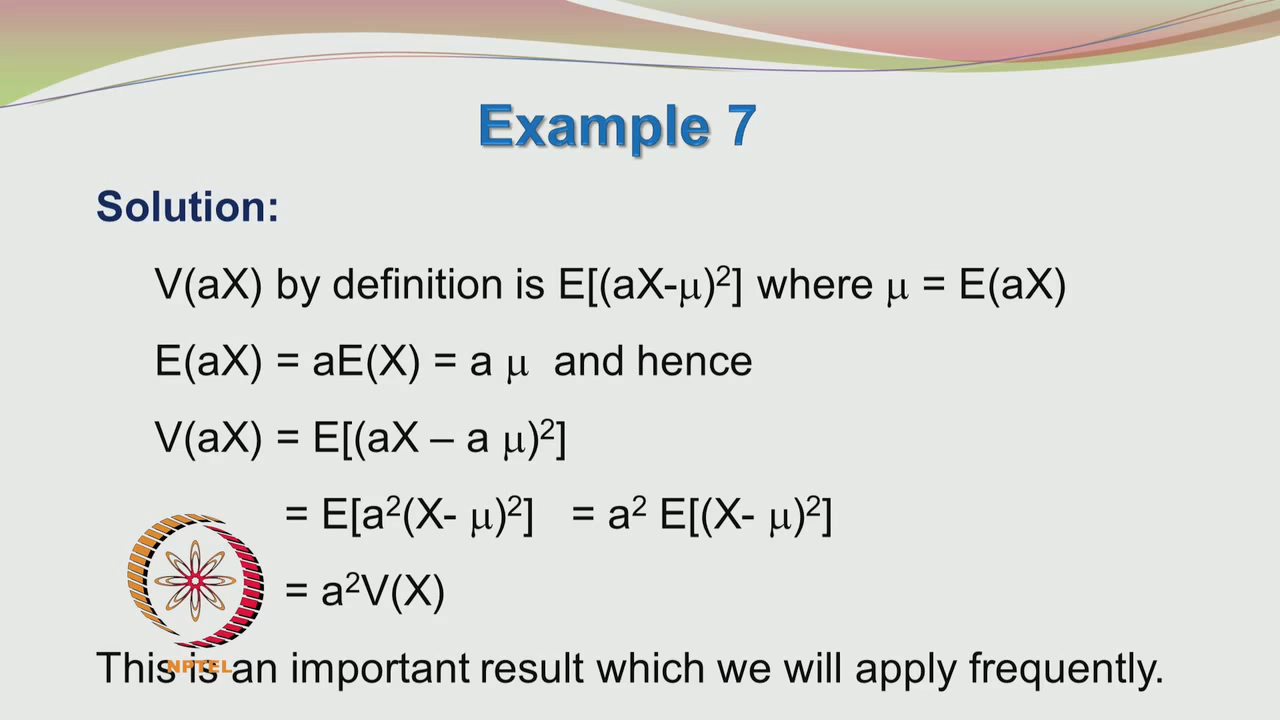 Example 7
Solution:
V(aX) by definition is E[(aX-μ)²] where μ = E(aX)
E(aX) = aE(X) = a μ and hence
V(aX) = E[(aX – a μ)²]
= E[a²(X- μ)²] = a² E[(X- μ)²]
= a²V(X)
This is an important result which we will apply frequently.
NPTEL